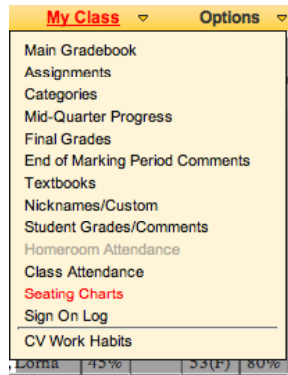 My Class Options
Main Gradebook
Assignments
Categories
Mid-Quarter Progress
Final Grades
End of Marking Period Comments
Textbooks
Nicknames/Custom
Student Grades/Comments
Homeroom Attendance
Class Attendance
Seating Charts
Sign On Log
CV Work Habits
, Lorna 45% 53(F) 80%